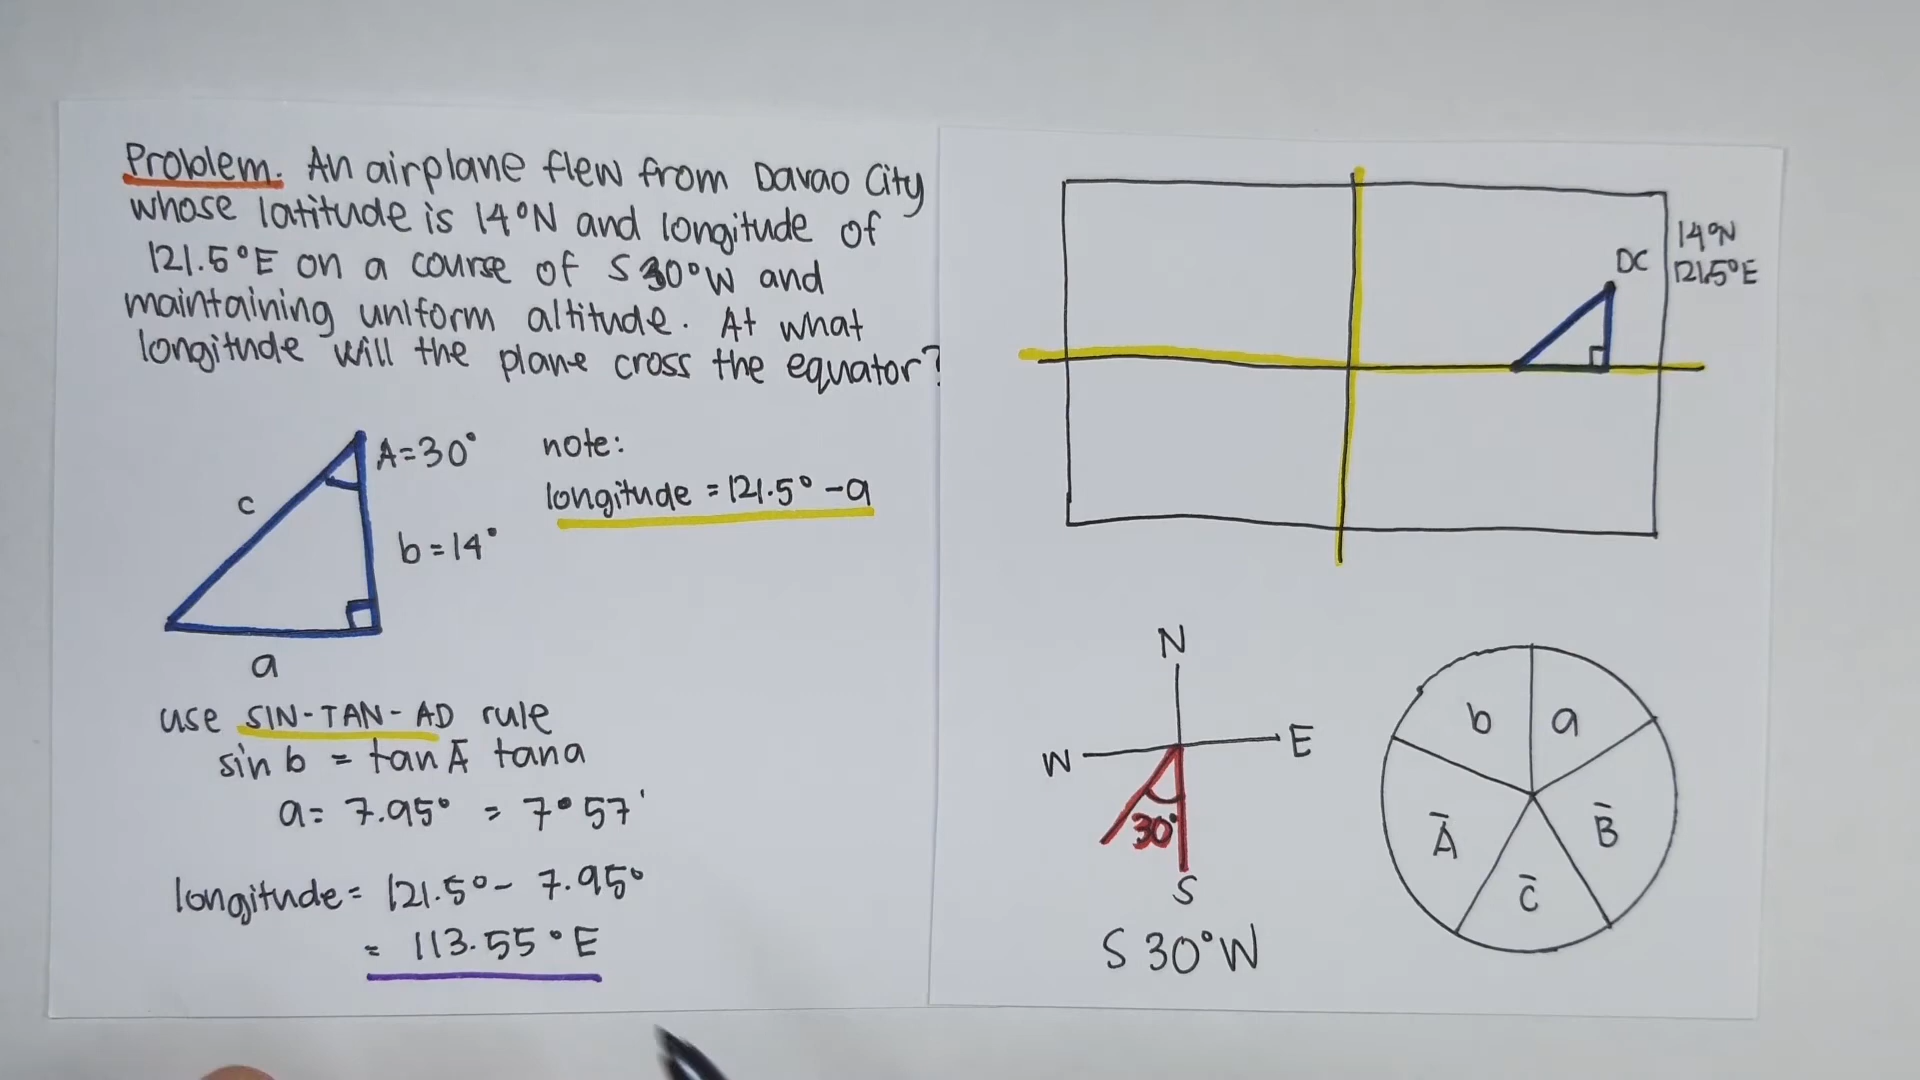 Problem. An airplane flew from Davao City
whose latitude is 14°N and longitude of
121.5°E on a course of S 30°W and
maintaining uniform altitude. At what
longitude will the plane cross the equator?
A=30°
c
b=14°
a
note:
longitude = 121.5° - a
use SIN-TAN-AD rule
sin b = tan Ā tan a
a= 7.95° = 7°57'
longitude = 121.5° - 7.95°
= 113.55°E
DC
14°N
121.5°E
N
W
E
30°
S
S 30°W
b
a
Ā
B̄
c̄